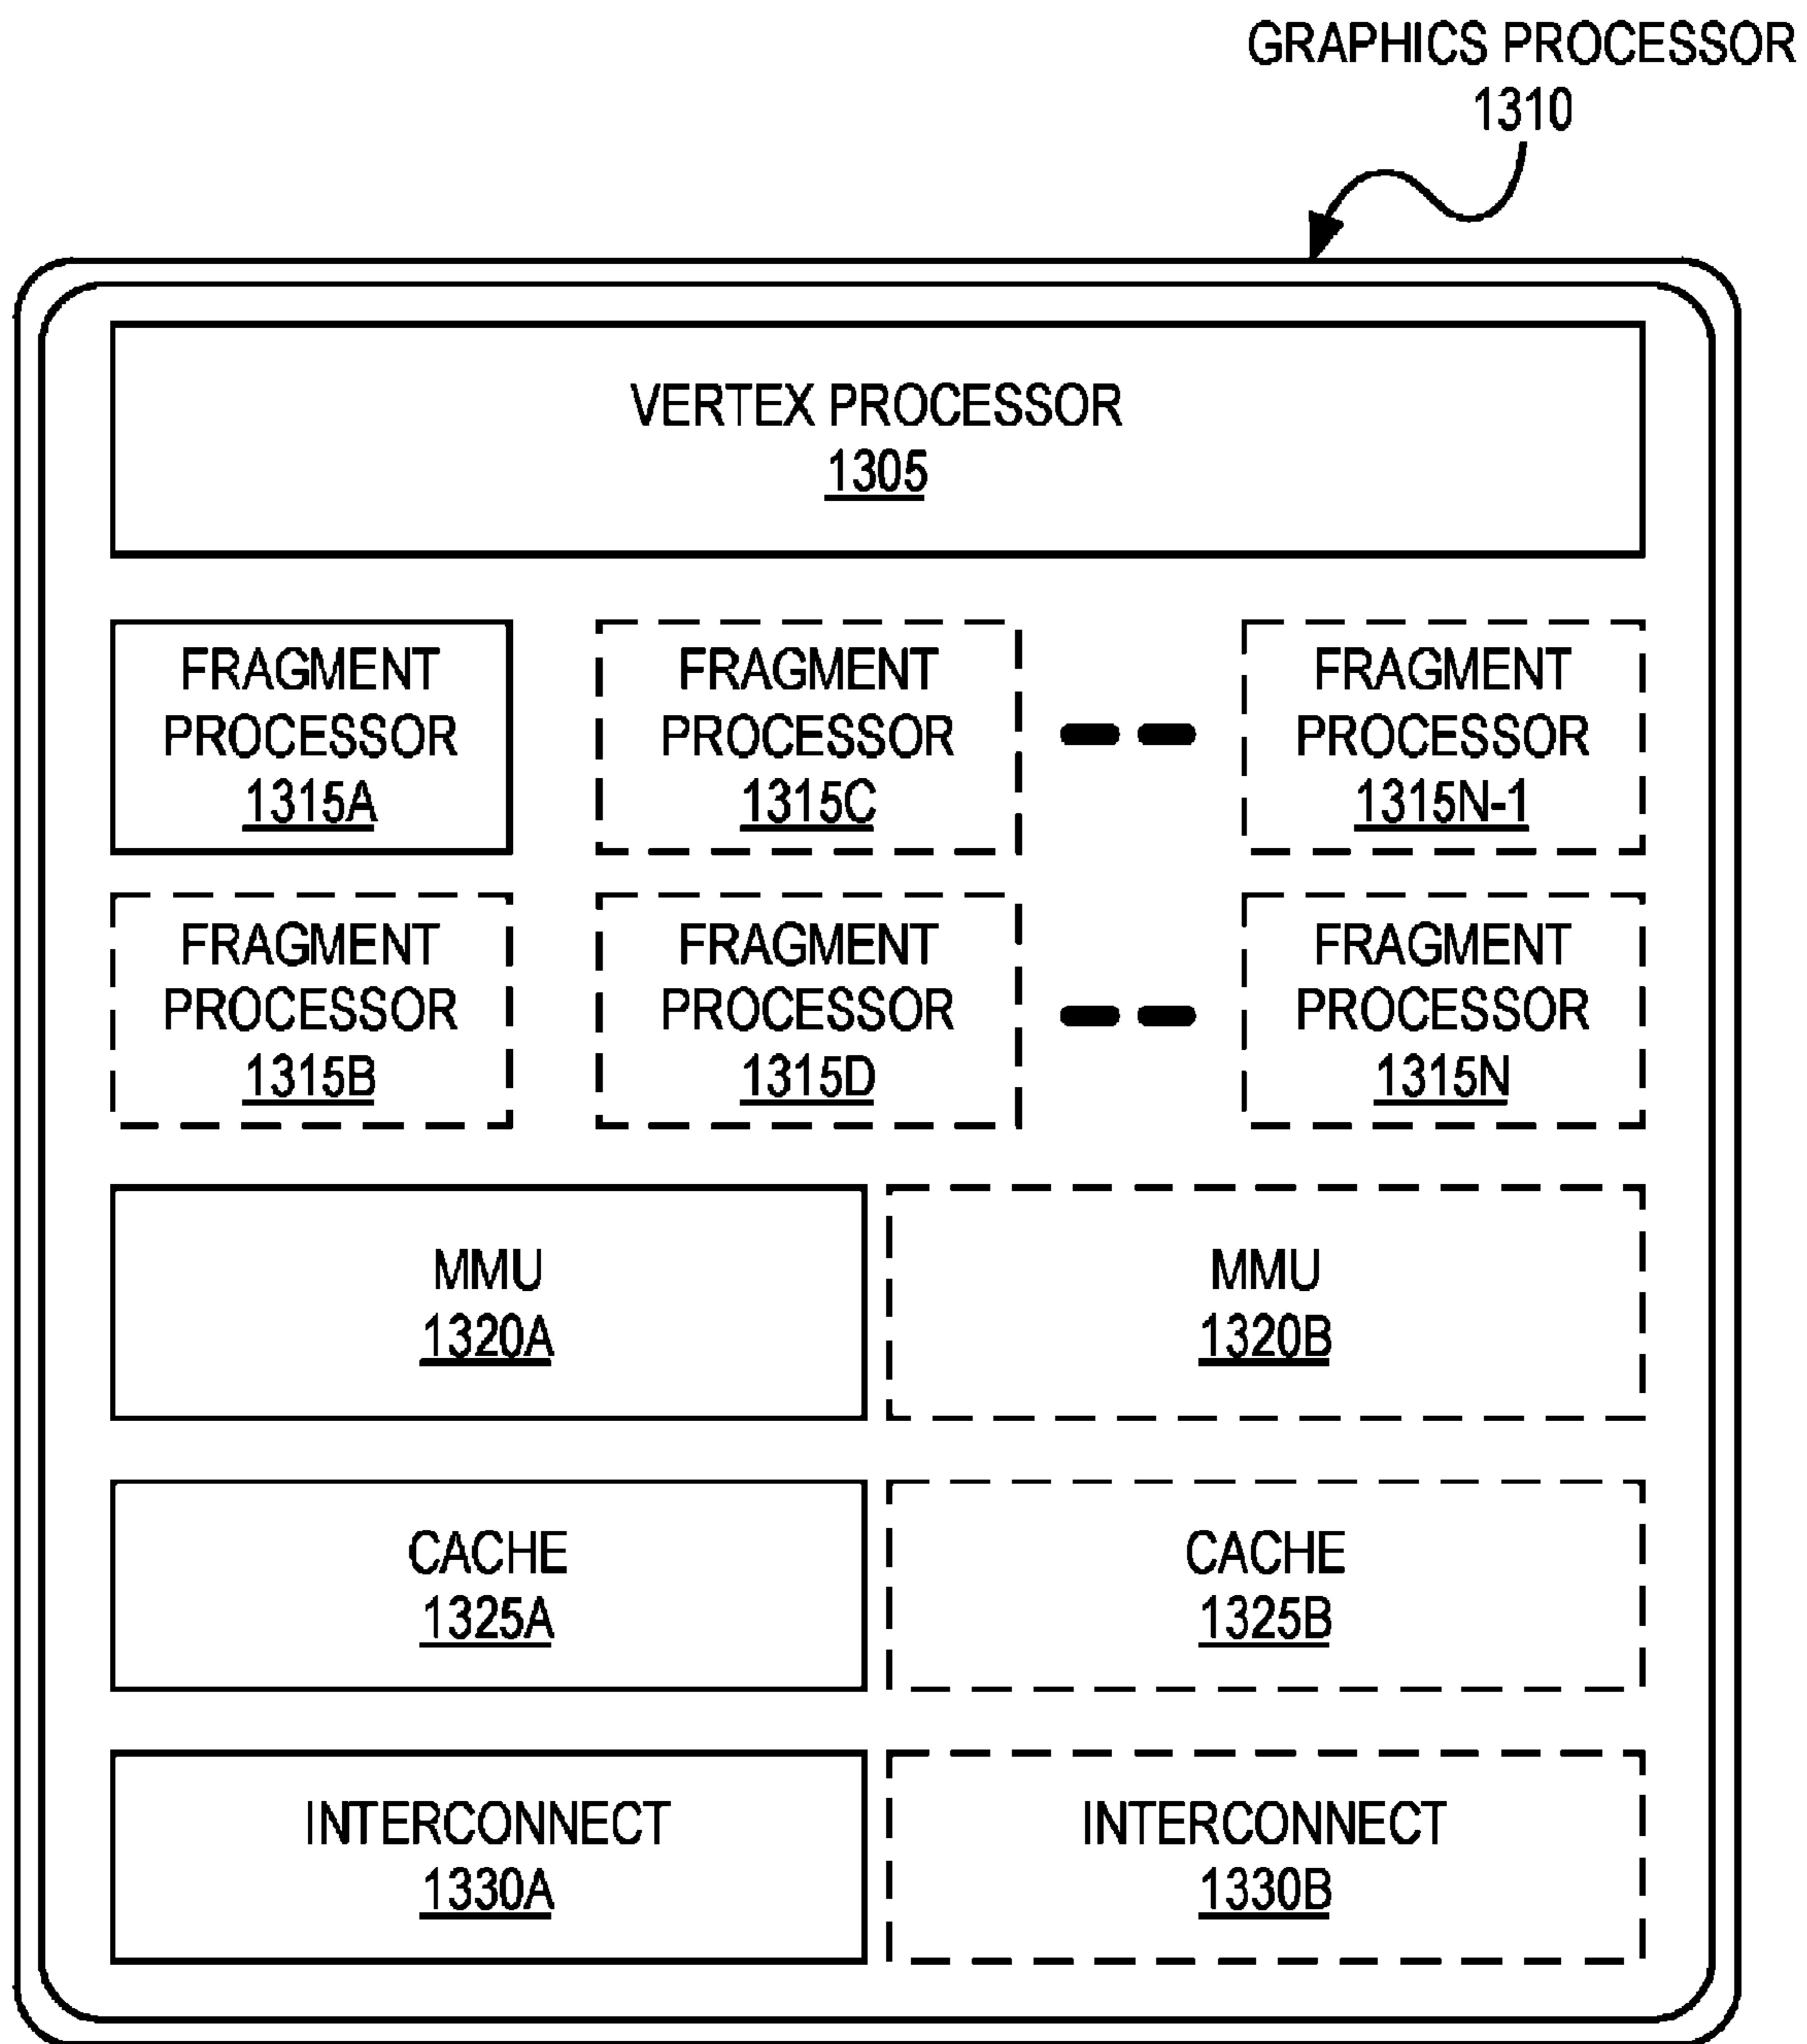 GRAPHICS PROCESSOR
1310
VERTEX PROCESSOR
1305
FRAGMENT
PROCESSOR
1315A
FRAGMENT
PROCESSOR
1315C
FRAGMENT
PROCESSOR
1315N-1
FRAGMENT
PROCESSOR
1315B
FRAGMENT
PROCESSOR
1315D
FRAGMENT
PROCESSOR
1315N
MMU
1320A
MMU
1320B
CACHE
1325A
CACHE
1325B
INTERCONNECT
1330A
INTERCONNECT
1330B